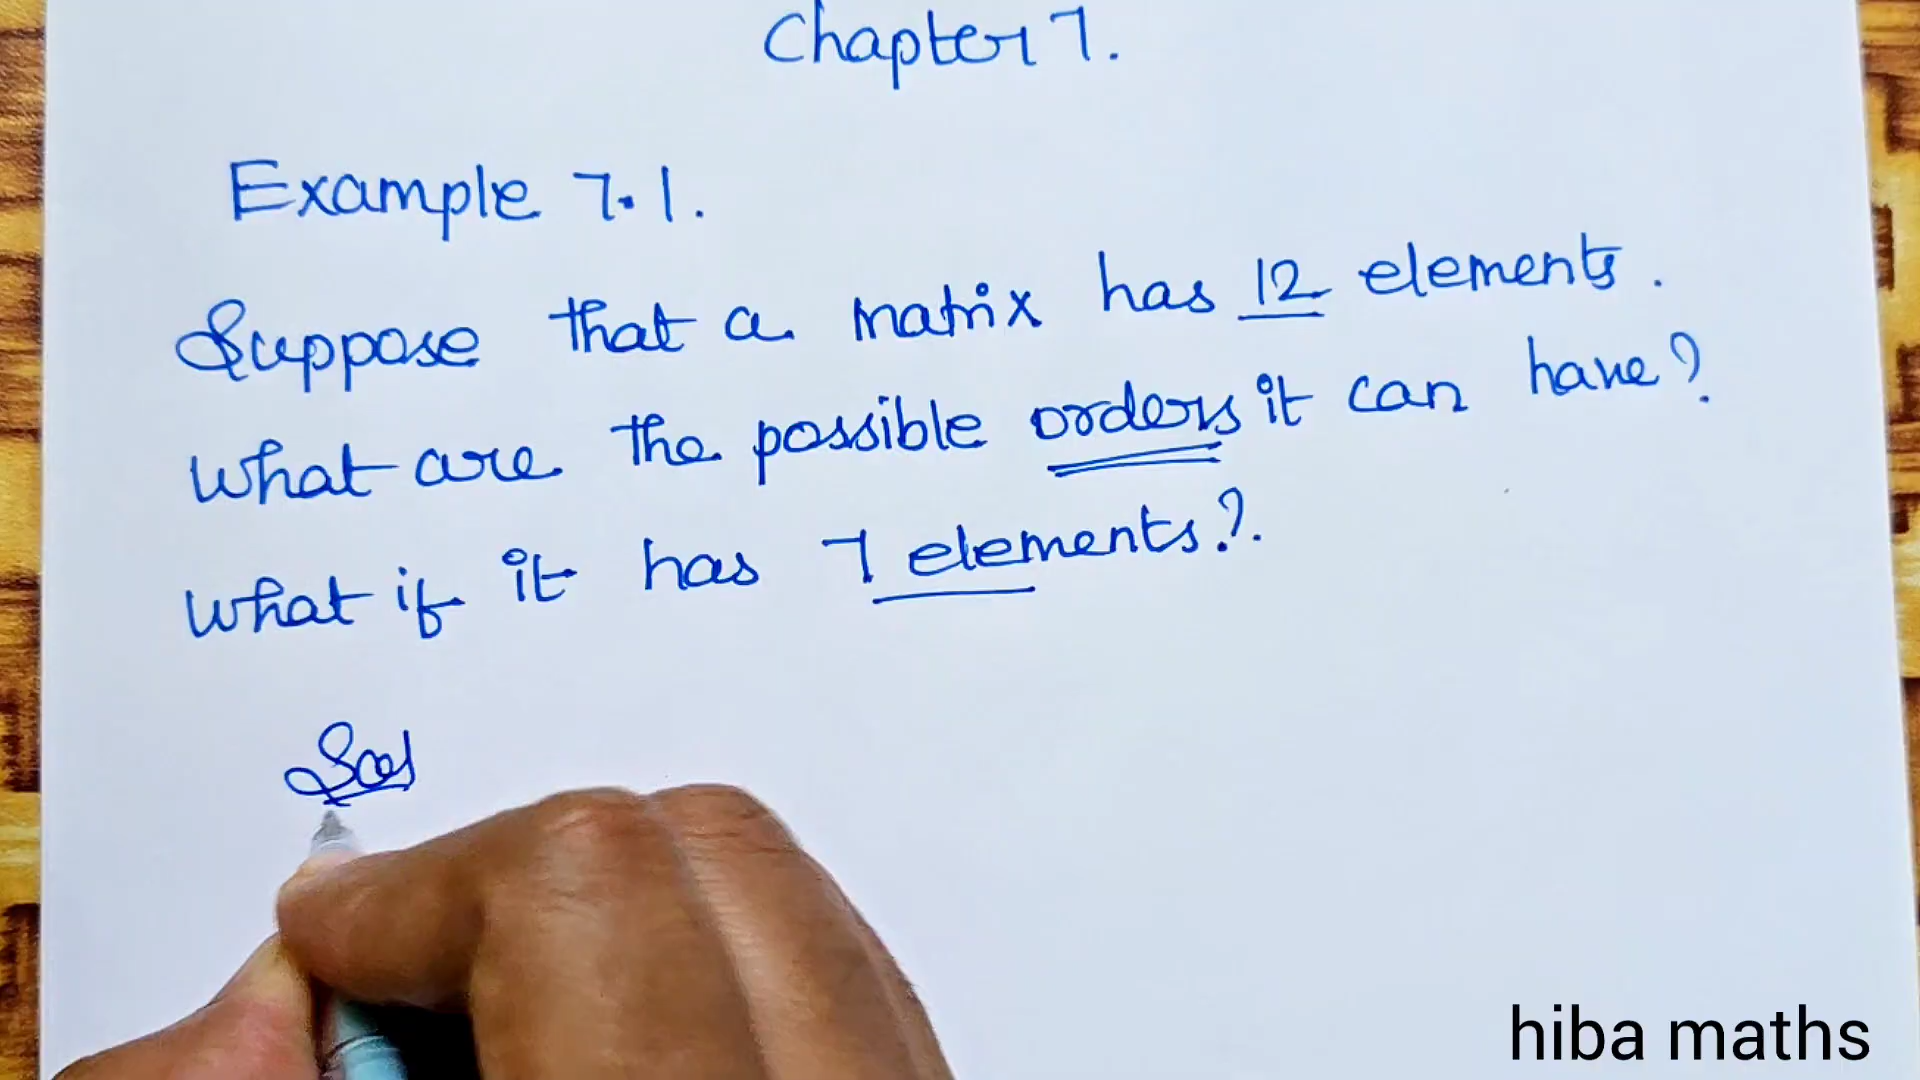 Chapter 7.
Example 7.1.
Suppose that a matrix has 12 elements.
What are the possible orders it can have?
What if it has 7 elements?.
Sol
hiba maths